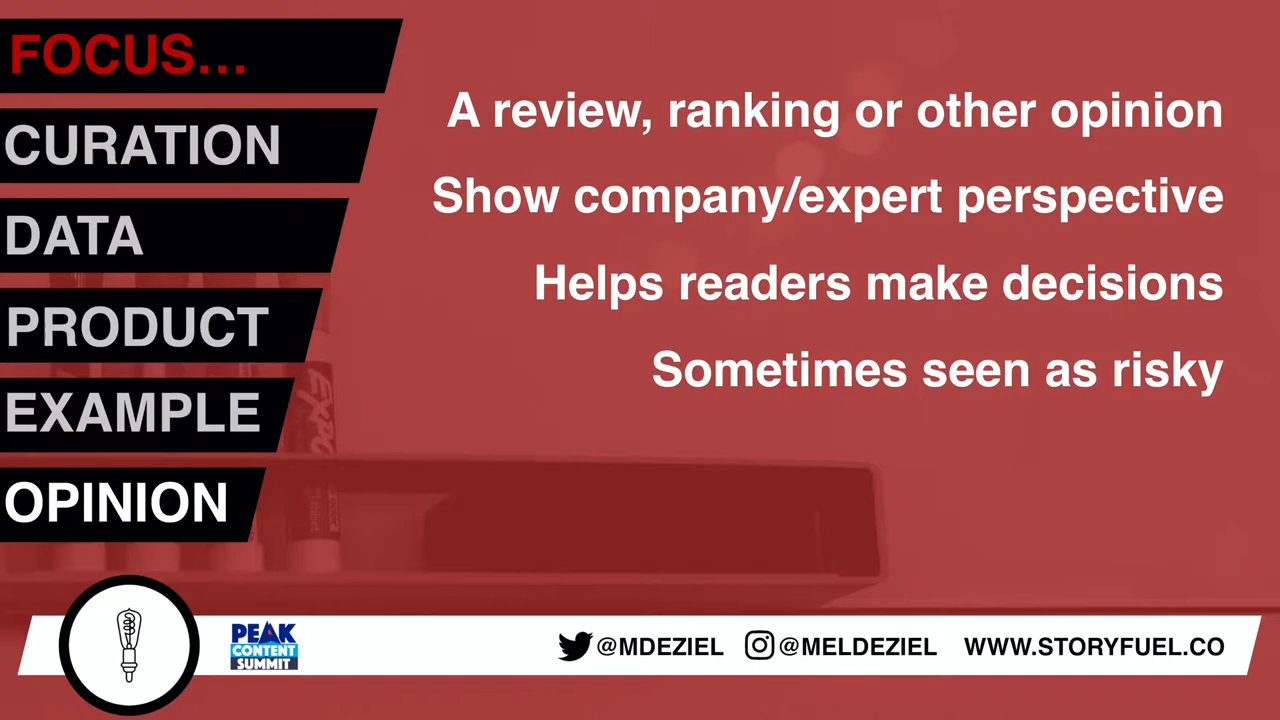 FOCUS...
CURATION
DATA
PRODUCT
EXAMPLE
OPINION
A review, ranking or other opinion
Show company/expert perspective
Helps readers make decisions
Sometimes seen as risky
EXPO
PEAK
CONTENT
SUMMIT
@MDEZIEL
@MELDEZIEL
WWW.STORYFUEL.CO